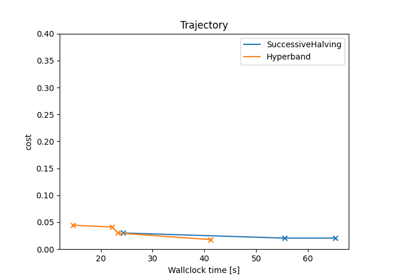 Trajectory
0.40
0.35
0.30
0.25
0.20
0.15
0.10
0.05
0.00
cost
SuccessiveHalving
Hyperband
20 30 40 50 60
Wallclock time [s]